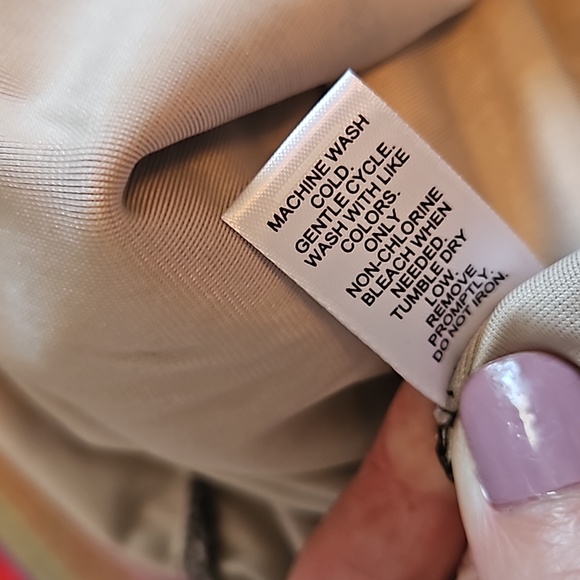 MACHINE WASH
COLD.
GENTLE CYCLE.
WASH WITH LIKE
COLORS.
ONLY
NON-CHLORINE
BLEACH WHEN
NEEDED.
TUMBLE DRY
LOW.
REMOVE
PROMPTLY.
DO NOT IRON.